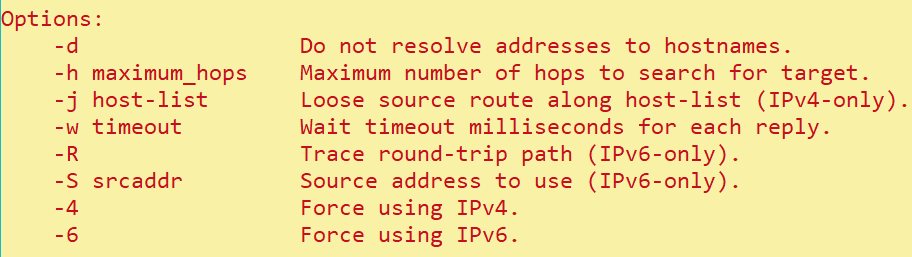 Options:
    -d                 Do not resolve addresses to hostnames.
    -h maximum_hops    Maximum number of hops to search for target.
    -j host-list       Loose source route along host-list (IPv4-only).
    -w timeout         Wait timeout milliseconds for each reply.
    -R                 Trace round-trip path (IPv6-only).
    -S srcaddr         Source address to use (IPv6-only).
    -4                 Force using IPv4.
    -6                 Force using IPv6.